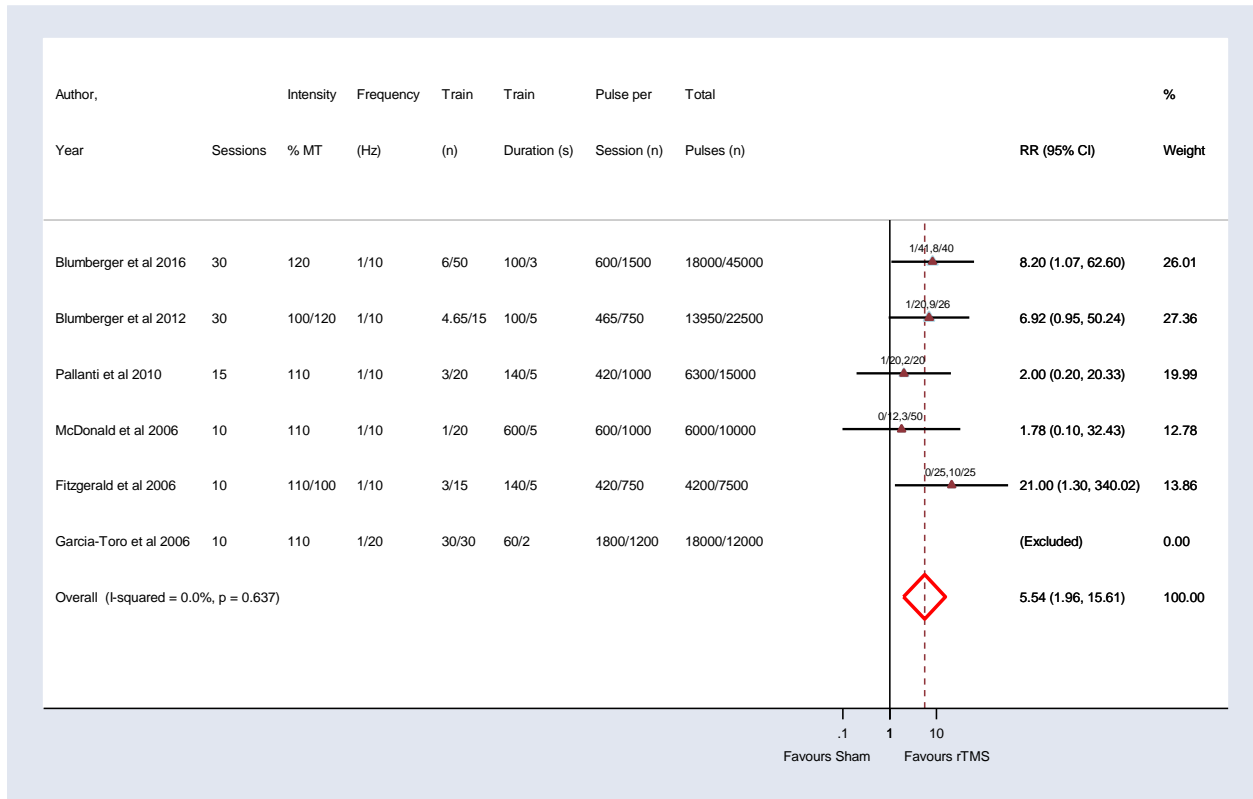 Author, Intensity Frequency Train Train Pulse per Total %
Year Sessions % MT (Hz) (n) Duration (s) Session (n) Pulses (n) RR (95% CI) Weight
Blumberger et al 2016 30 120 1/10 6/50 100/3 600/1500 18000/45000 1/41,8/40 8.20 (1.07, 62.60) 26.01
Blumberger et al 2012 30 100/120 1/10 4.65/15 100/5 465/750 13950/22500 1/20,9/26 6.92 (0.95, 50.24) 27.36
Pallanti et al 2010 15 110 1/10 3/20 140/5 420/1000 6300/15000 1/20,2/20 2.00 (0.20, 20.33) 19.99
McDonald et al 2006 10 110 1/10 1/20 600/5 600/1000 6000/10000 0/12,3/50 1.78 (0.10, 32.43) 12.78
Fitzgerald et al 2006 10 110/100 1/10 3/15 140/5 420/750 4200/7500 0/25,10/25 21.00 (1.30, 340.02) 13.86
Garcia-Toro et al 2006 10 110 1/20 30/30 60/2 1800/1200 18000/12000 (Excluded) 0.00
Overall (I-squared = 0.0%, p = 0.637) 5.54 (1.96, 15.61) 100.00
.1 1 10
Favours Sham Favours rTMS